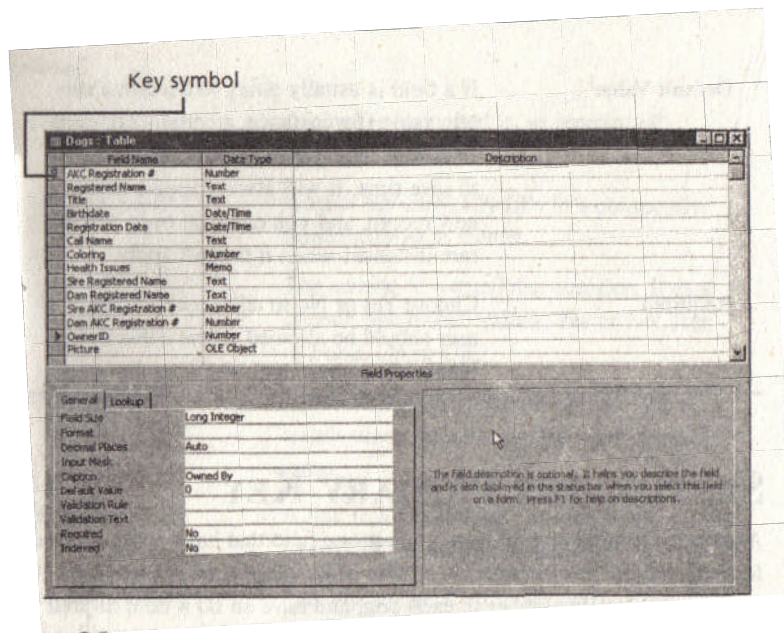 Key symbol
Dogs : Table
Field Name Data Type Description
AKC Registration # Number
Registered Name Text
Title Text
Birthdate Date/Time
Registration Date Date/Time
Call Name Text
Coloring Number
Health Issues Memo
Sire Registered Name Text
Dam Registered Name Text
Sire AKC Registration # Number
Dam AKC Registration # Number
OwnerID Number
Picture OLE Object
Field Properties
General Lookup
Field Size Long Integer
Format
Decimal Places Auto
Input Mask
Caption Owned By
Default Value 0
Validation Rule
Validation Text
Required No
Indexed No
The field description is optional. It helps you describe the field
and is also displayed in the status bar when you select this field
on a form. Press F1 for help on descriptions.